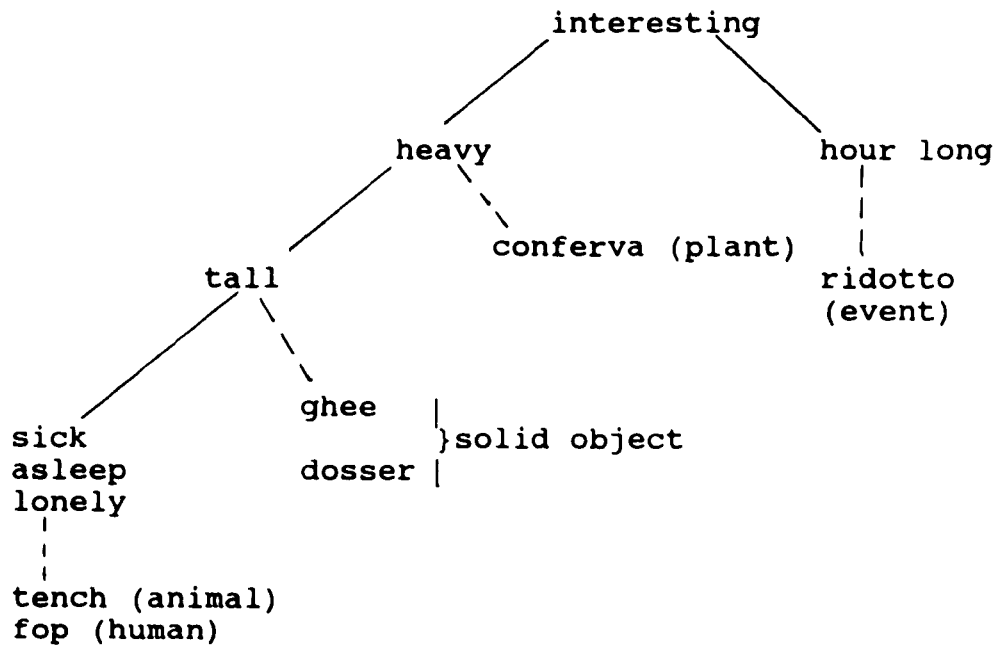 interesting
heavy
hour long
conferva (plant)
tall
ridotto
(event)
ghee
}solid object
sick
asleep
dosser
lonely
tench (animal)
fop (human)